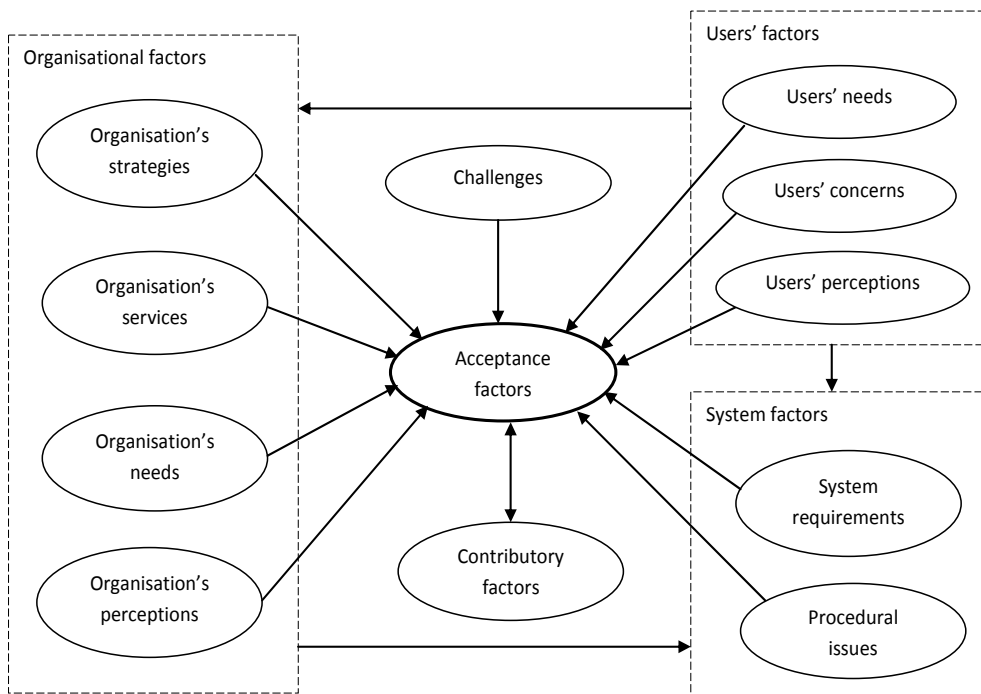 Organisational factors
Organisation's
strategies
Organisation's
services
Organisation's
needs
Organisation's
perceptions
Challenges
Acceptance
factors
Contributory
factors
Users' factors
Users' needs
Users' concerns
Users' perceptions
System factors
System
requirements
Procedural
issues